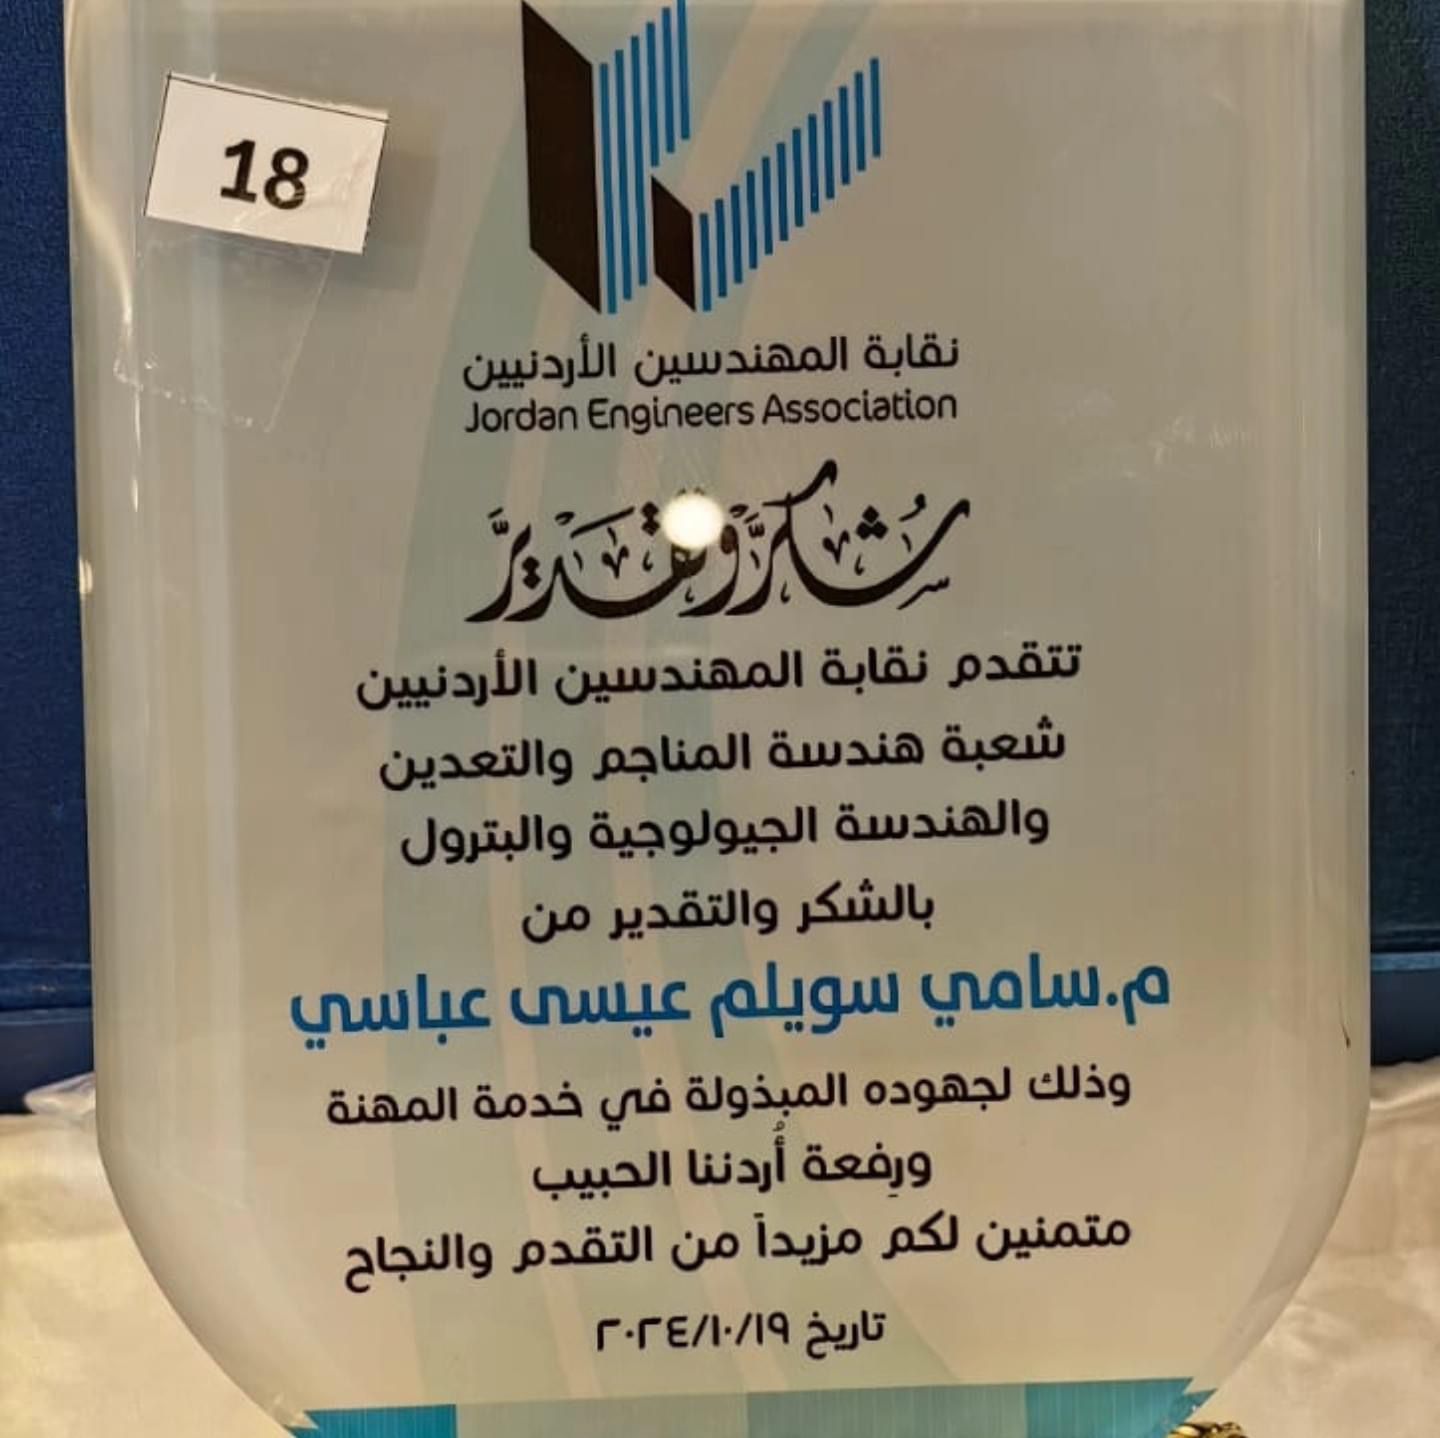 18
نقابة المهندسين الأردنيين
Jordan Engineers Association
شُكرٌ وتقديرٌ
تتقدم نقابة المهندسين الأردنيين
شعبة هندسة المناجم والتعدين
والهندسة الجيولوجية والبترول
بالشكر والتقدير من
م.سامي سويلم عيسى عباسي
وذلك لجهوده المبذولة في خدمة المهنة
ورِفعة أُردننا الحبيب
متمنين لكم مزيداً من التقدم والنجاح
تاريخ ٢٠٢٤/١٠/١٩